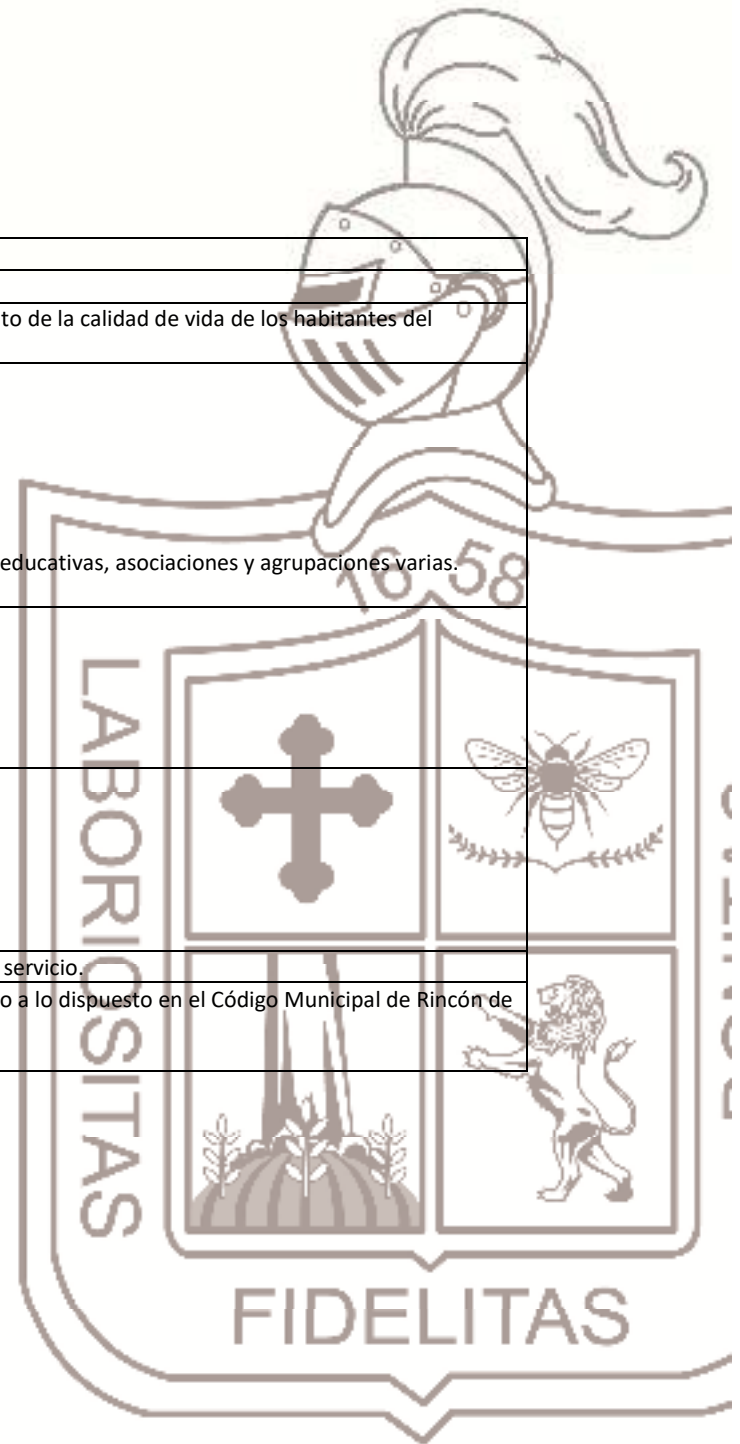 to de la calidad de vida de los habitantes del
educativas, asociaciones y agrupaciones varias.
16 58
LABORIOSITAS
servicio.
o a lo dispuesto en el Código Municipal de Rincón de
FIDELITAS